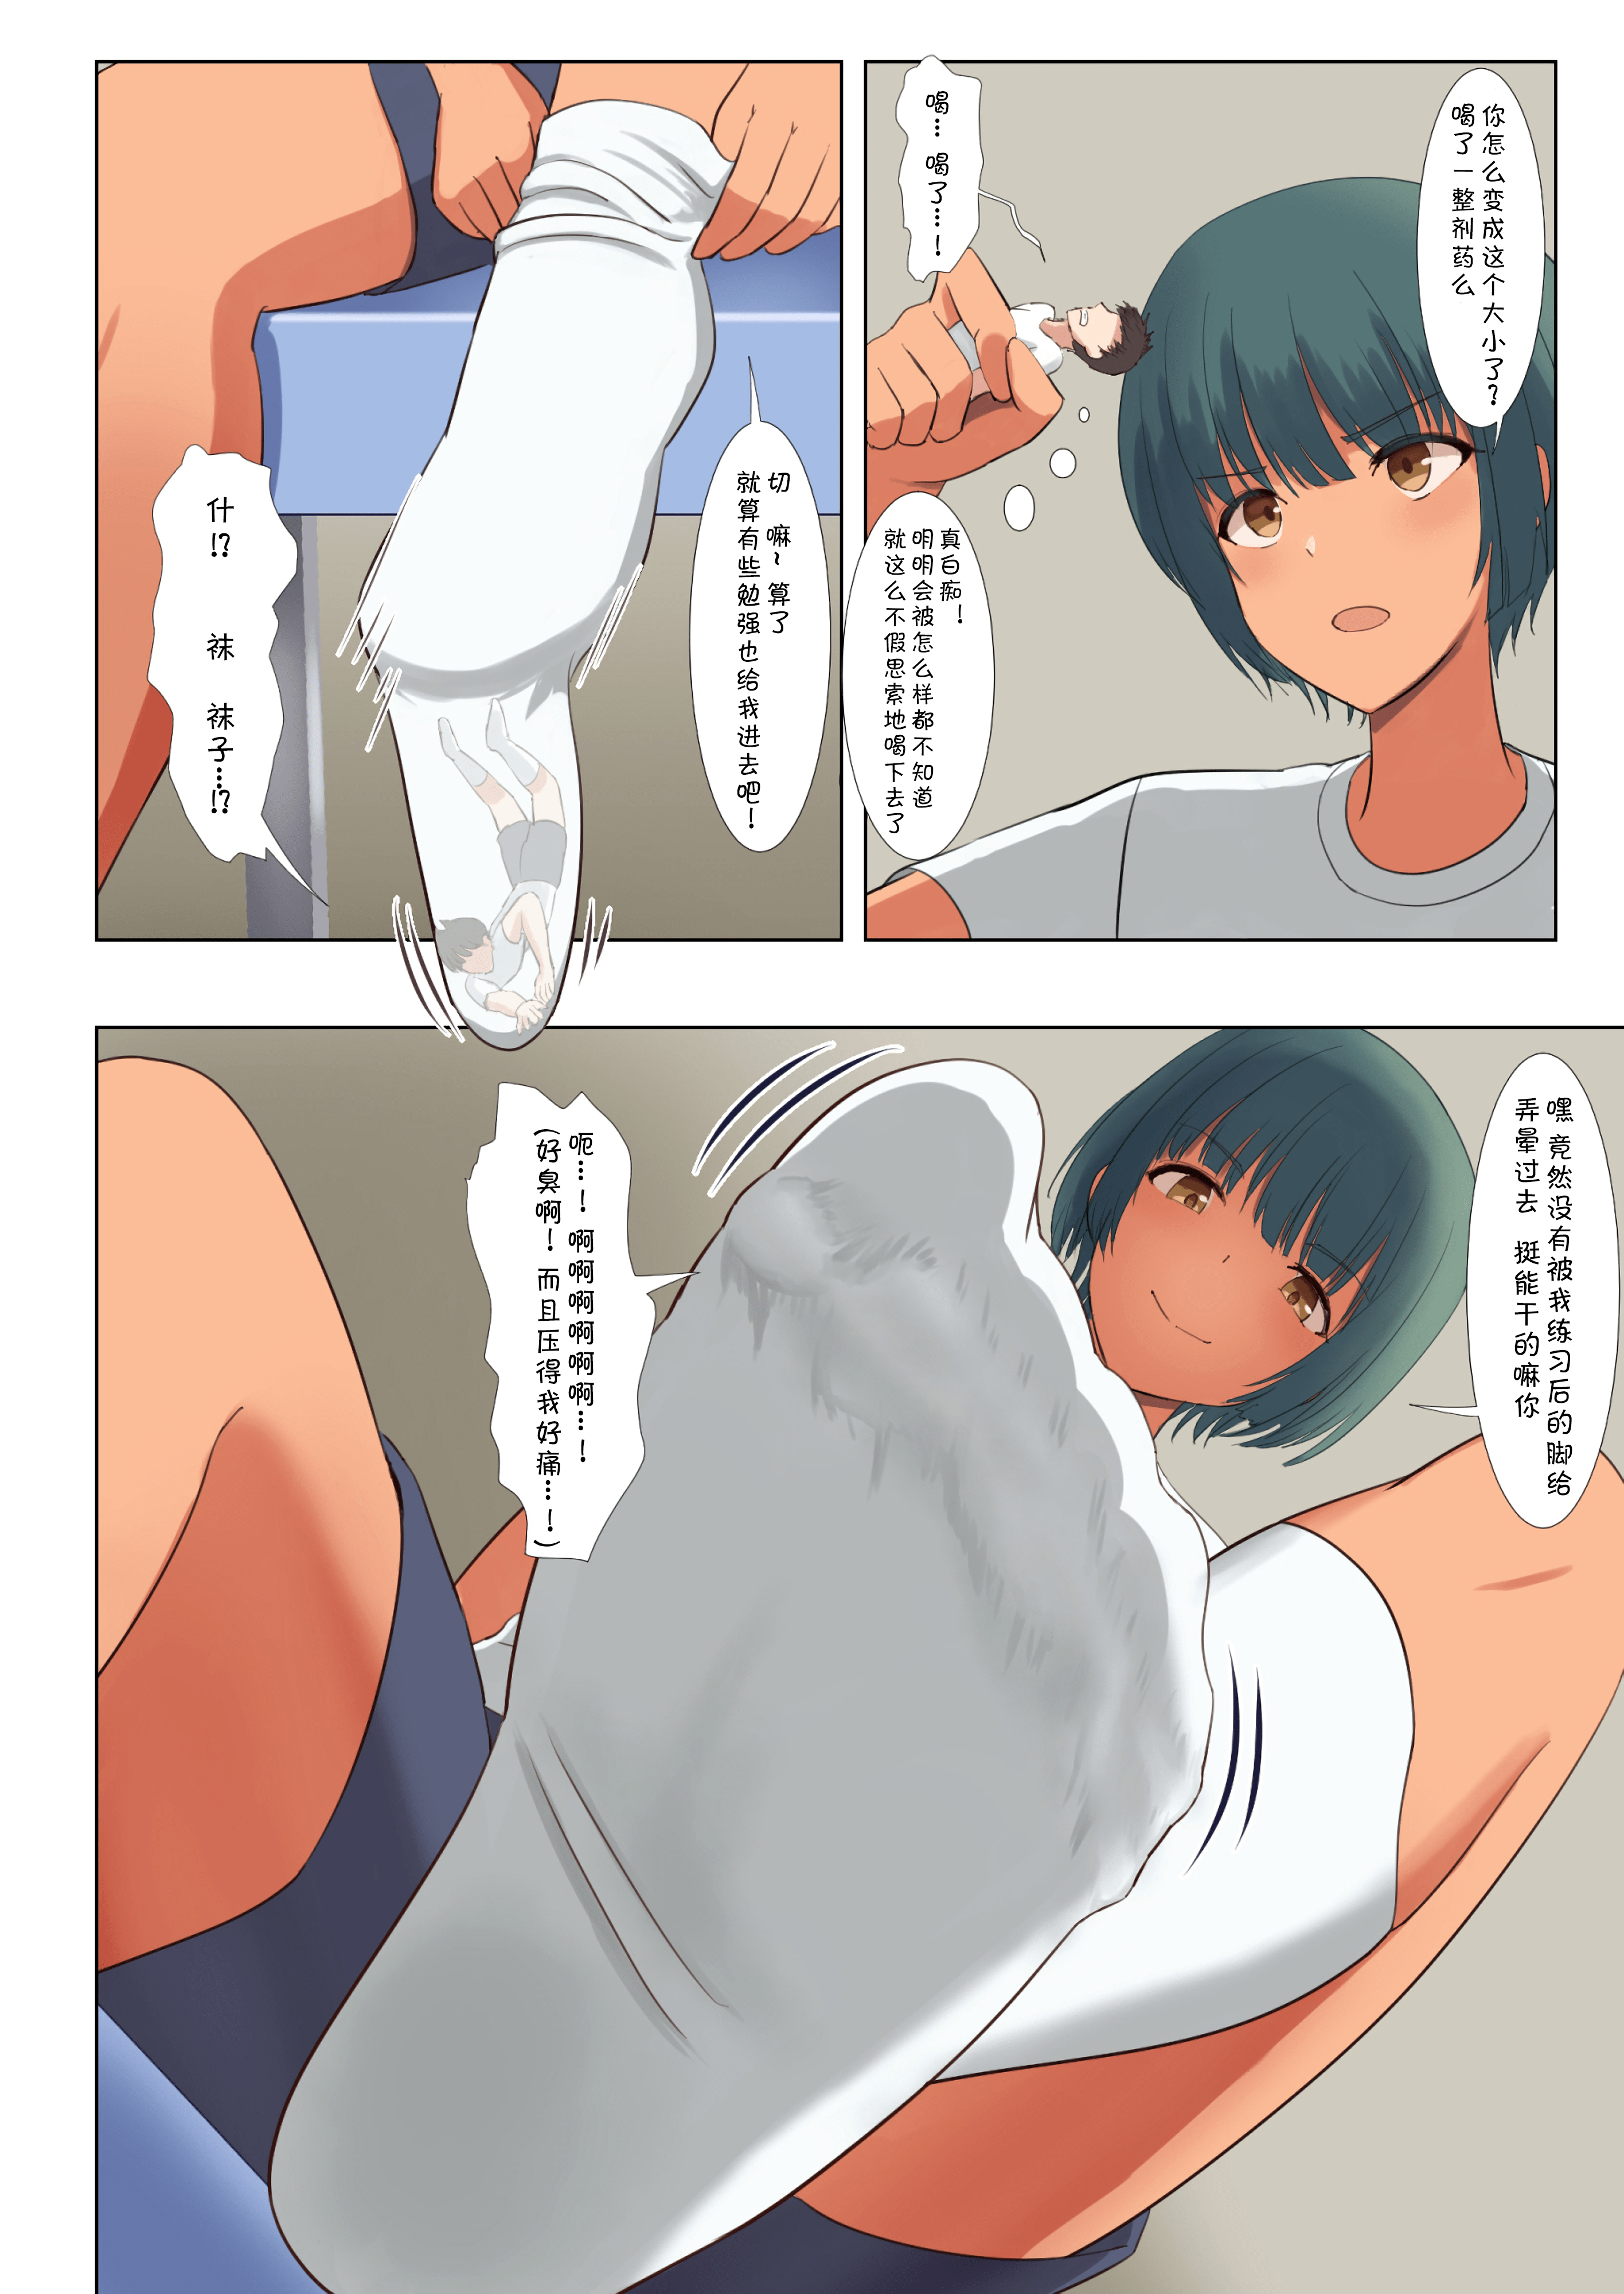 你怎么变成这个大小了?
喝了一整剂药么
喝… 喝了…!
真白痴!
明明会被怎么样都不知道
就这么不假思索地喝下去了
切 嘛~ 算了
就算有些勉强也给我进去吧!
什!? 袜 袜子…!?
嘿 竟然没有被我练习后的脚给
弄晕过去 挺能干的嘛你
呃…! 啊啊啊啊啊啊…!
(好臭啊! 而且压得我好痛…!)